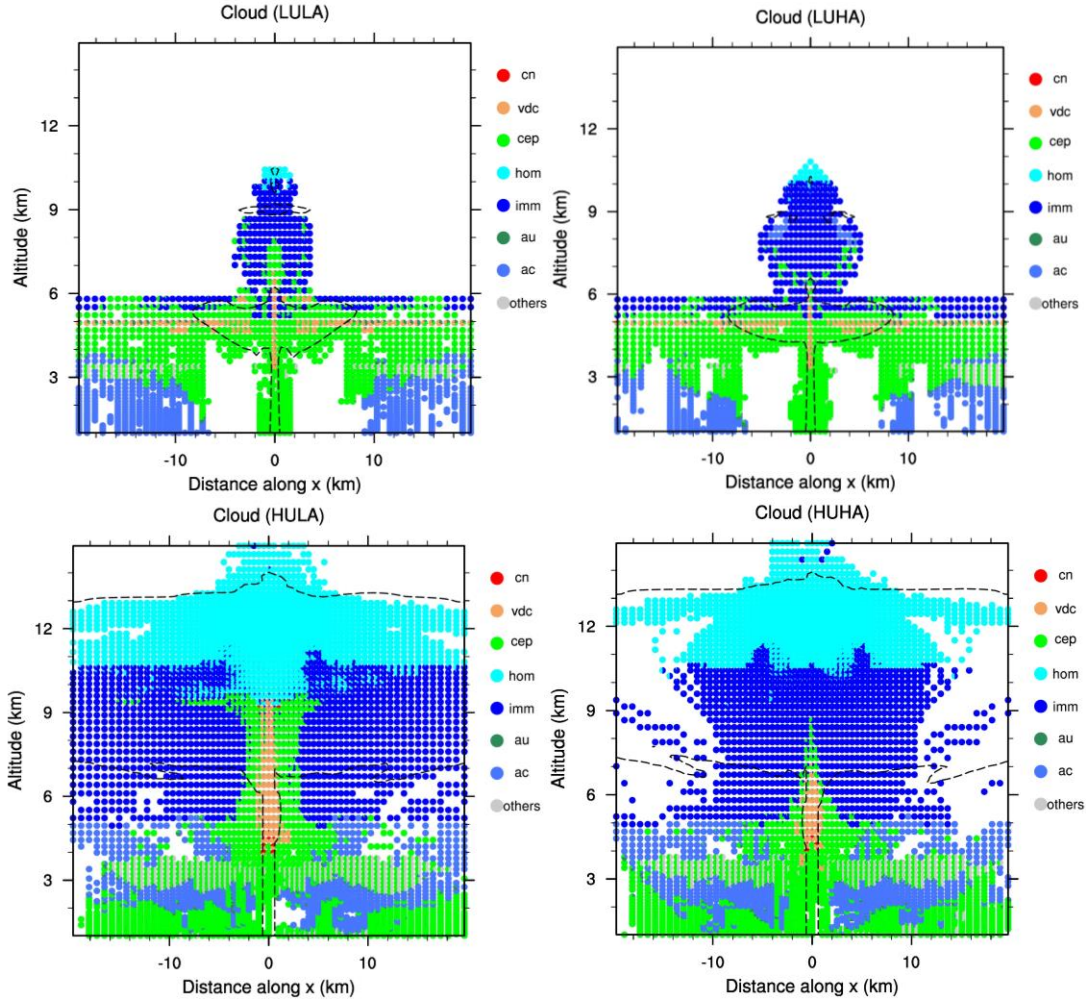 Cloud (LULA)
Altitude (km)
12
9
6
3
-10 0 10
Distance along x (km)
cn
vdc
cep
hom
imm
au
ac
others
Cloud (LUHA)
Altitude (km)
12
9
6
3
-10 0 10
Distance along x (km)
cn
vdc
cep
hom
imm
au
ac
others
Cloud (HULA)
Altitude (km)
12
9
6
3
-10 0 10
Distance along x (km)
cn
vdc
cep
hom
imm
au
ac
others
Cloud (HUHA)
Altitude (km)
12
9
6
3
-10 0 10
Distance along x (km)
cn
vdc
cep
hom
imm
au
ac
others